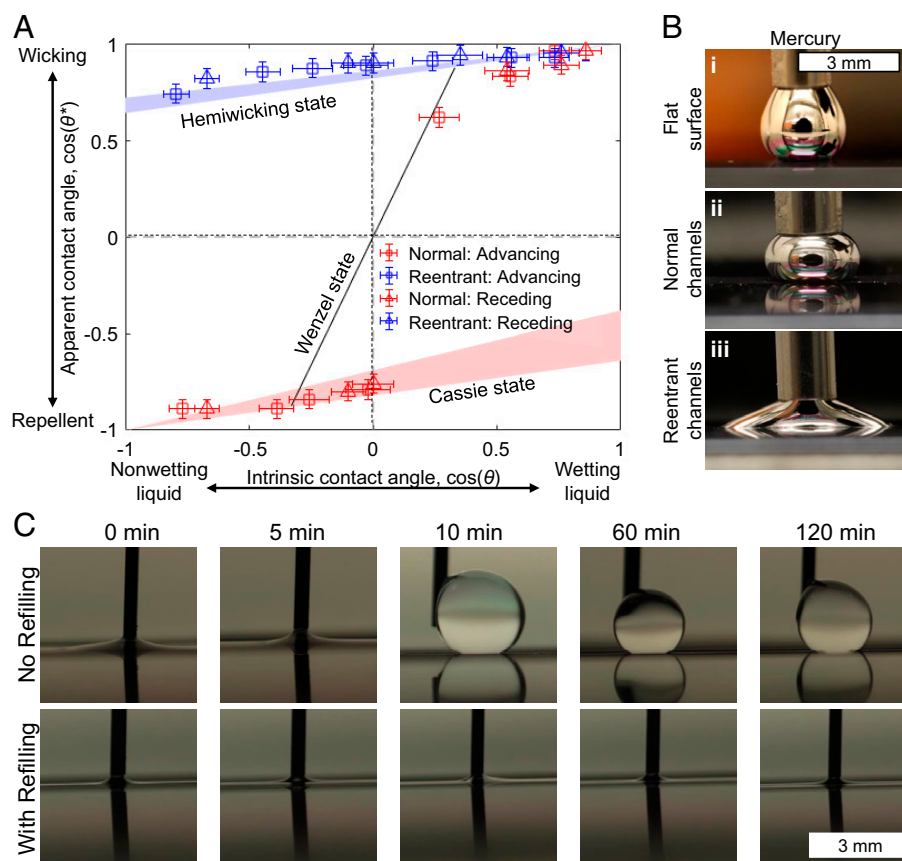 A
Wicking
Repellent
Apparent contact angle, cos(θ*)
1
0.5
0
-0.5
-1
Hemiwicking state
Wenzel state
Cassie state
Normal: Advancing
Reentrant: Advancing
Normal: Receding
Reentrant: Receding
-1
-0.5
0
0.5
1
Nonwetting
liquid
Intrinsic contact angle, cos(θ)
Wetting
liquid
B
Mercury
3 mm
i
Flat
surface
ii
Normal
channels
iii
Reentrant
channels
C
0 min
5 min
10 min
60 min
120 min
No Refilling
With Refilling
3 mm